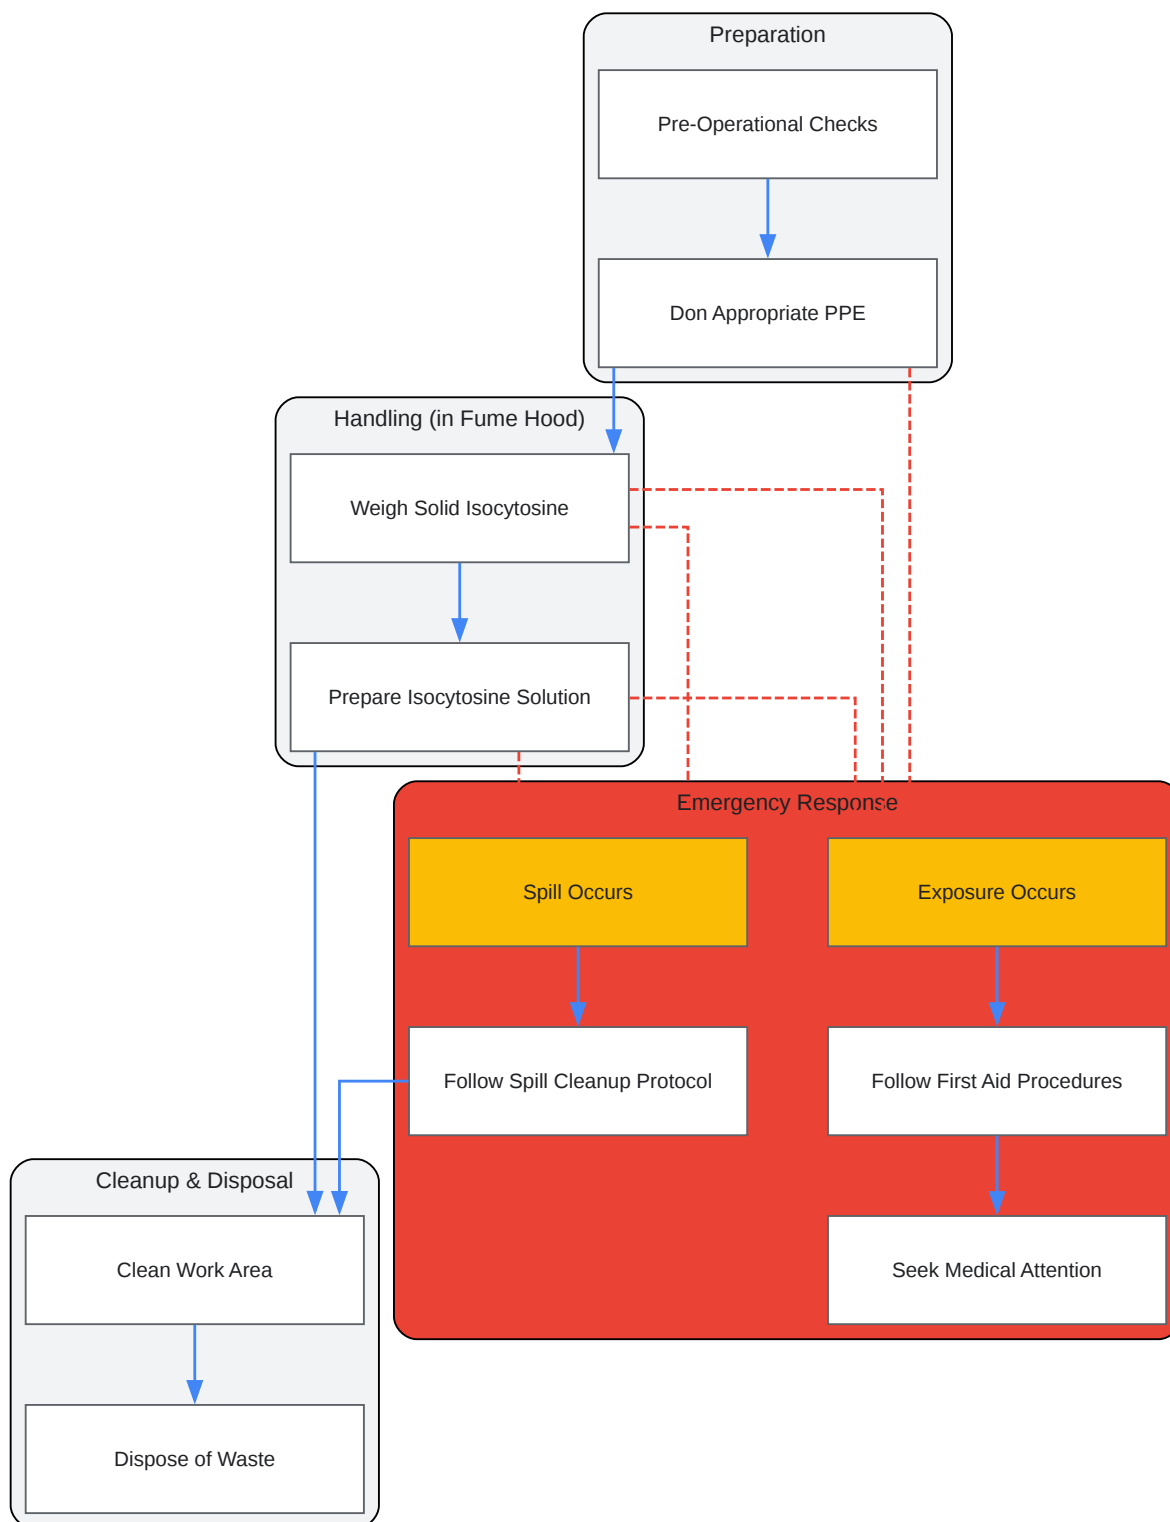 Preparation
Pre-Operational Checks
Don Appropriate PPE
Handling (in Fume Hood)
Weigh Solid Isocytosine
Prepare Isocytosine Solution
Emergency Response
Spill Occurs
Exposure Occurs
Follow Spill Cleanup Protocol
Follow First Aid Procedures
Cleanup & Disposal
Clean Work Area
Seek Medical Attention
Dispose of Waste